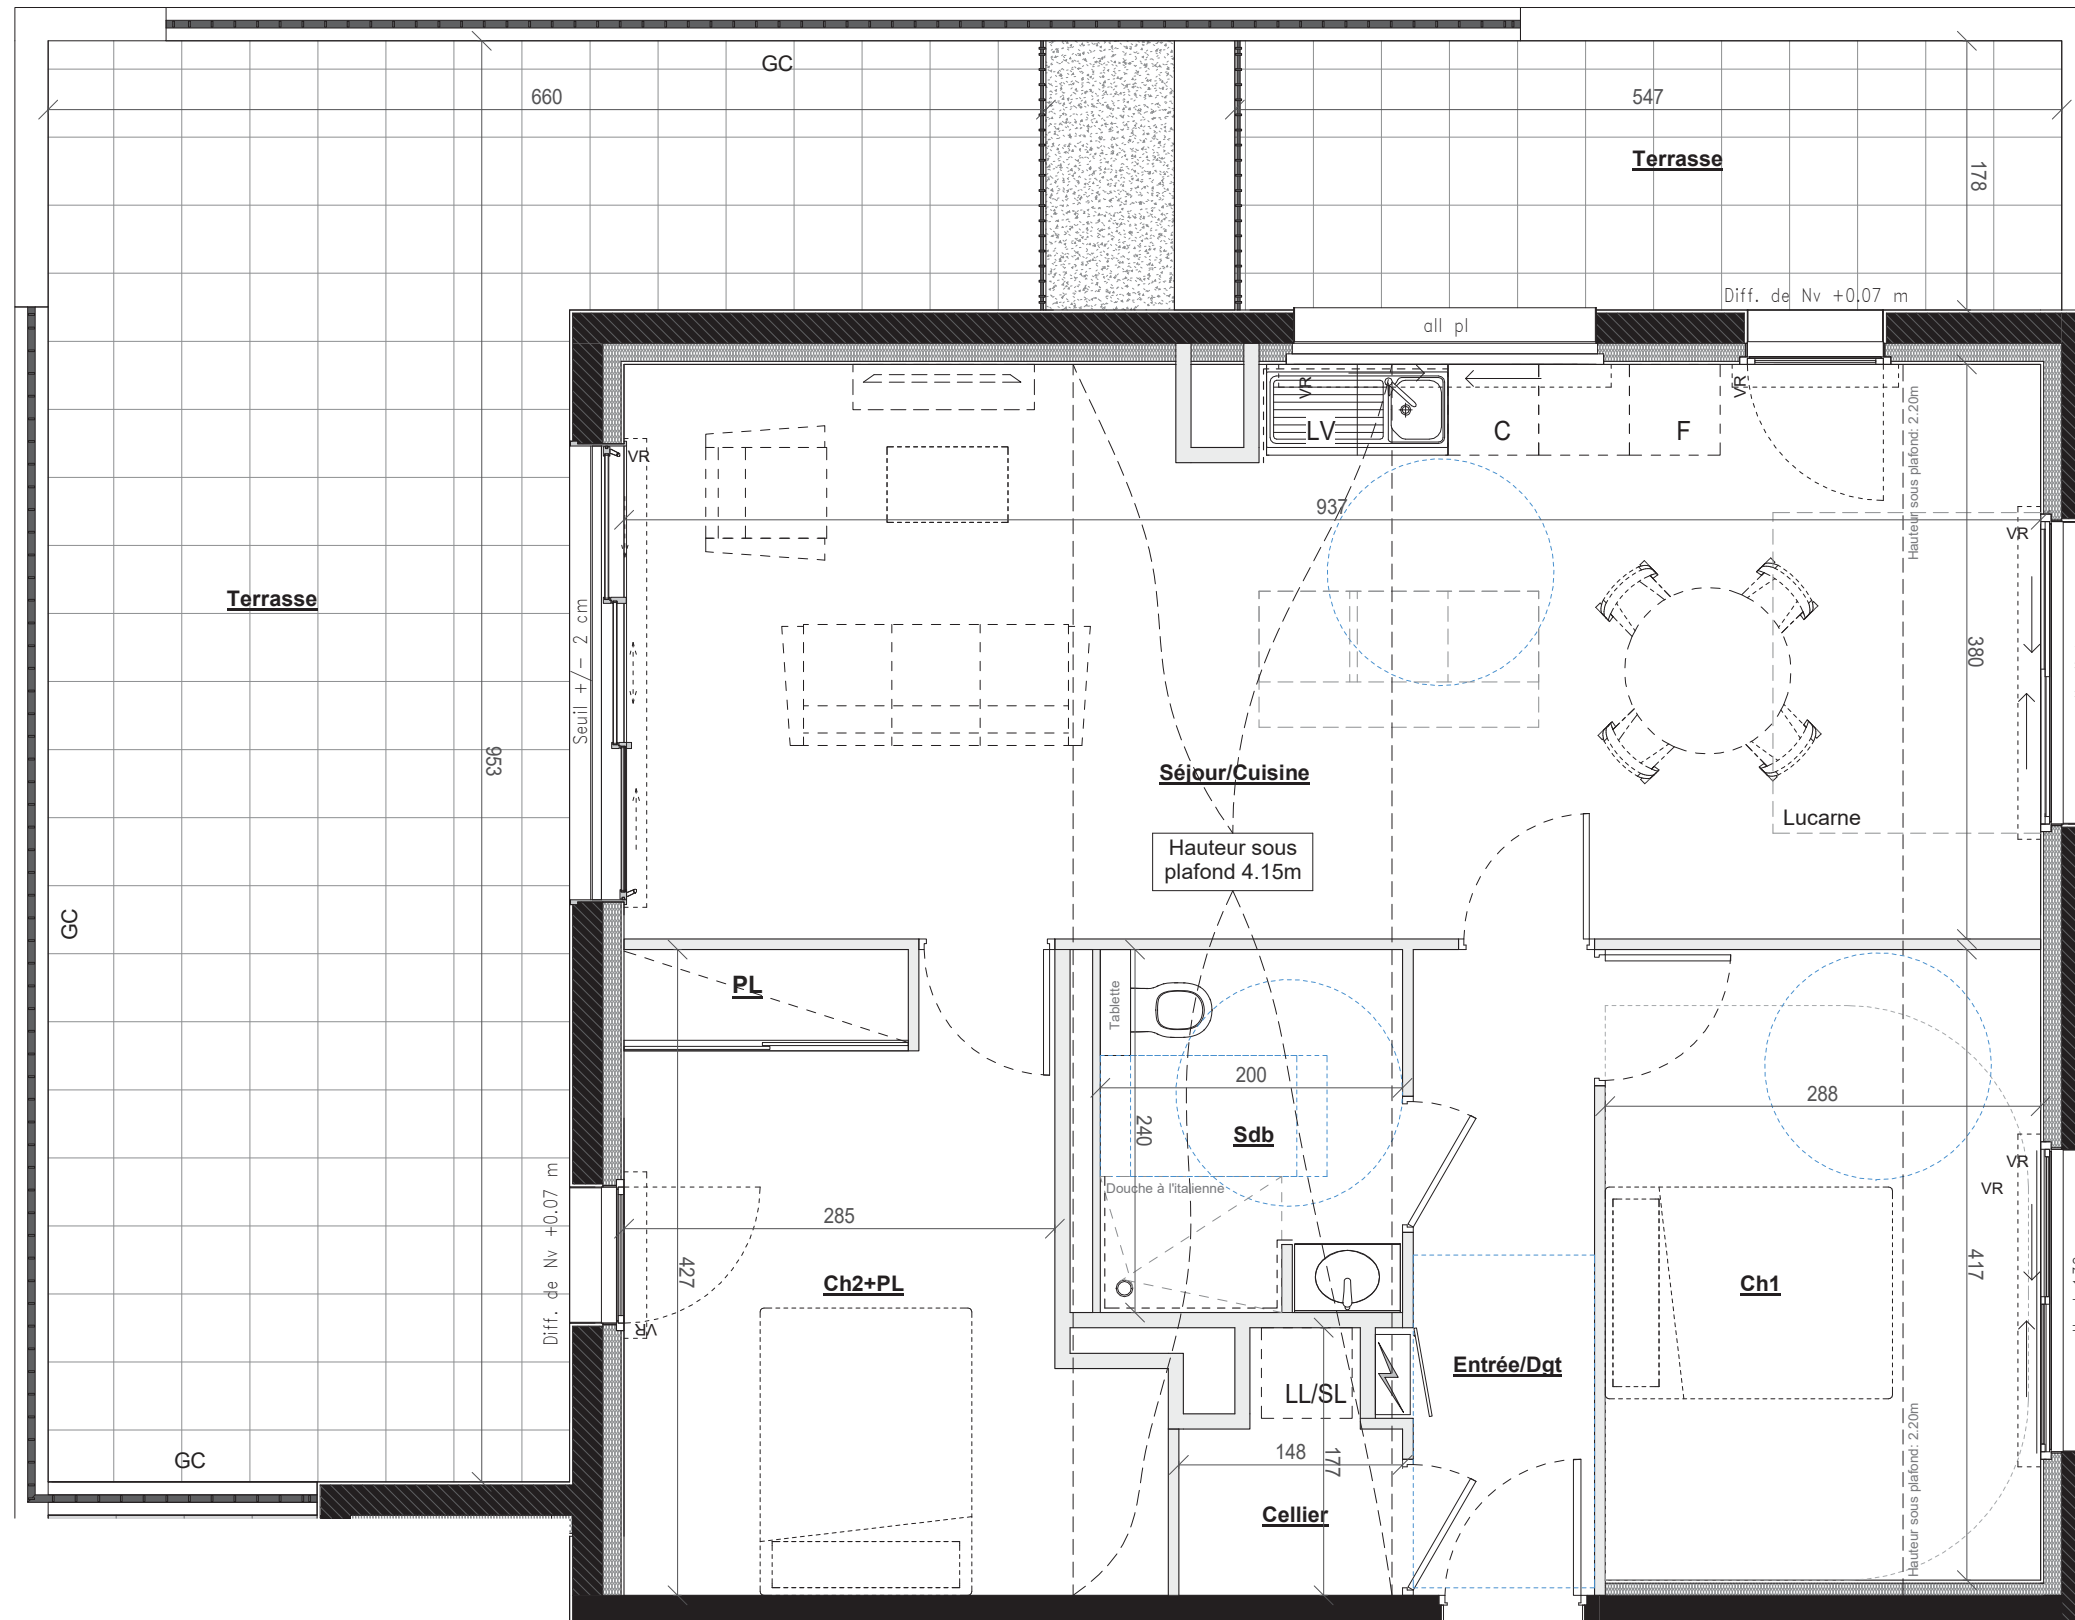 GC
660
547
Terrasse
178
Diff. de Nv +0.07 m
all pl
VR
VR
VR
LV
C
F
Hauteur sous plafond: 2.20m
937
VR
Terrasse
Seuil +/- 2 cm
380
953
Séjour/Cuisine
Lucarne
Hauteur sous
plafond 4.15m
GC
PL
Tablette
200
288
240
Sdb
VR
VR
Douche à l'italienne
Diff. de Nv +0.07 m
285
427
Ch2+PL
417
Ch1
VR
Entrée/Dgt
LL/SL
GC
148
177
Hauteur sous plafond: 2.20m
Cellier